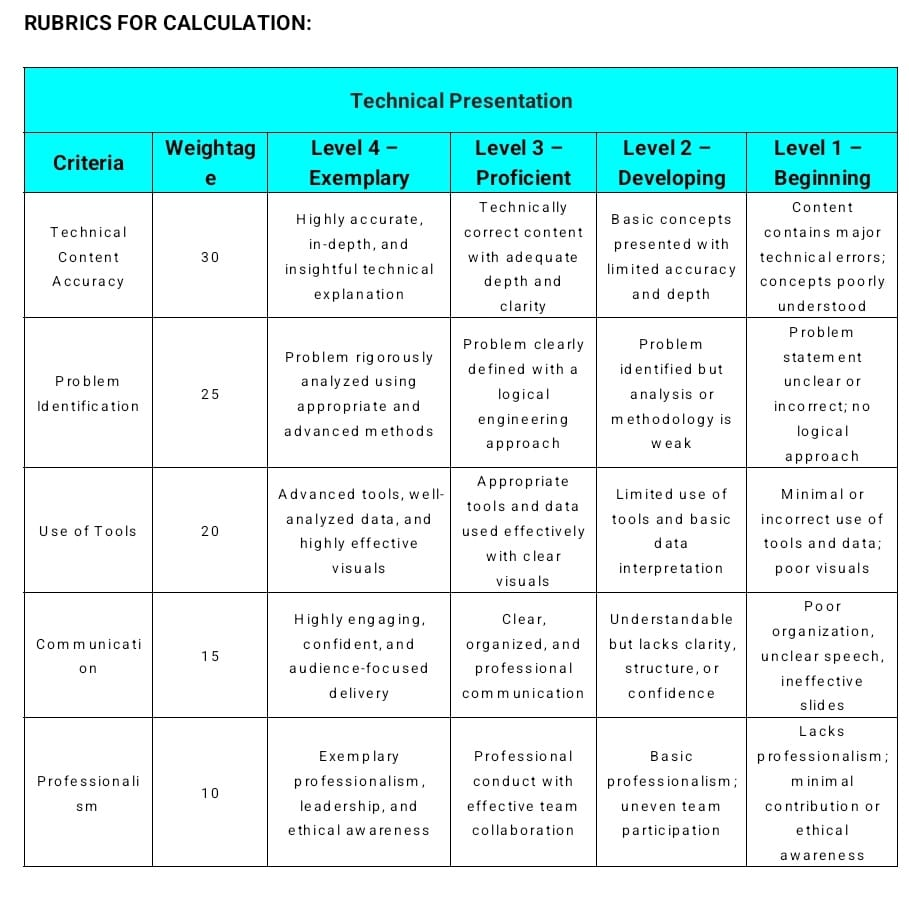 RUBRICS FOR CALCULATION:
Technical Presentation
Criteria
Weightag
e
Level 4 –
Exemplary
Level 3 –
Proficient
Level 2 –
Developing
Level 1 –
Beginning
Technical
Content
Accuracy
30
Highly accurate,
in-depth, and
insightful technical
explanation
Technically
correct content
with adequate
depth and
clarity
Basic concepts
presented with
limited accuracy
and depth
Content
contains major
technical errors;
concepts poorly
understood
Problem
Identification
25
Problem rigorously
analyzed using
appropriate and
advanced methods
Problem clearly
defined with a
logical
engineering
approach
Problem
identified but
analysis or
methodology is
weak
Problem
statement
unclear or
incorrect; no
logical
approach
Use of Tools
20
Advanced tools, well-
analyzed data, and
highly effective
visuals
Appropriate
tools and data
used effectively
with clear
visuals
Limited use of
tools and basic
data
interpretation
Minimal or
incorrect use of
tools and data;
poor visuals
Communicati
on
15
Highly engaging,
confident, and
audience-focused
delivery
Clear,
organized, and
professional
communication
Understandable
but lacks clarity,
structure, or
confidence
Poor
organization,
unclear speech,
ineffective
slides
Professionali
sm
10
Exemplary
professionalism,
leadership, and
ethical awareness
Professional
conduct with
effective team
collaboration
Basic
professionalism;
uneven team
participation
Lacks
professionalism;
minimal
contribution or
ethical
awareness